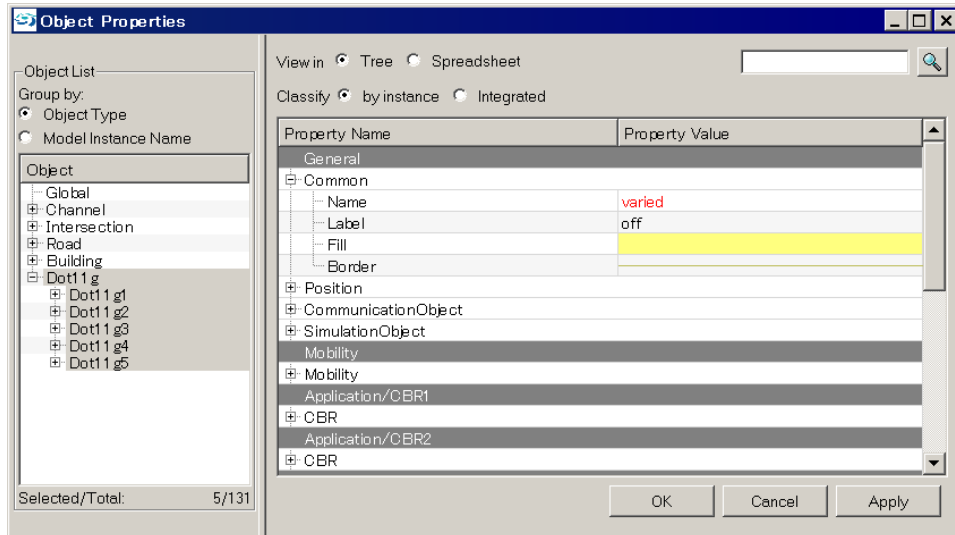 Object Properties
Object List
Group by:
Object Type
Model Instance Name
Object
Global
Channel
Intersection
Road
Building
Dot11g
Dot11g1
Dot11g2
Dot11g3
Dot11g4
Dot11g5
Selected/Total: 5/131
View in Tree Spreadsheet
Classify by instance Integrated
Property Name Property Value
General
Common
Name varied
Label off
Fill
Border
Position
CommunicationObject
SimulationObject
Mobility
Mobility
Application/CBR1
CBR
Application/CBR2
CBR
OK Cancel Apply